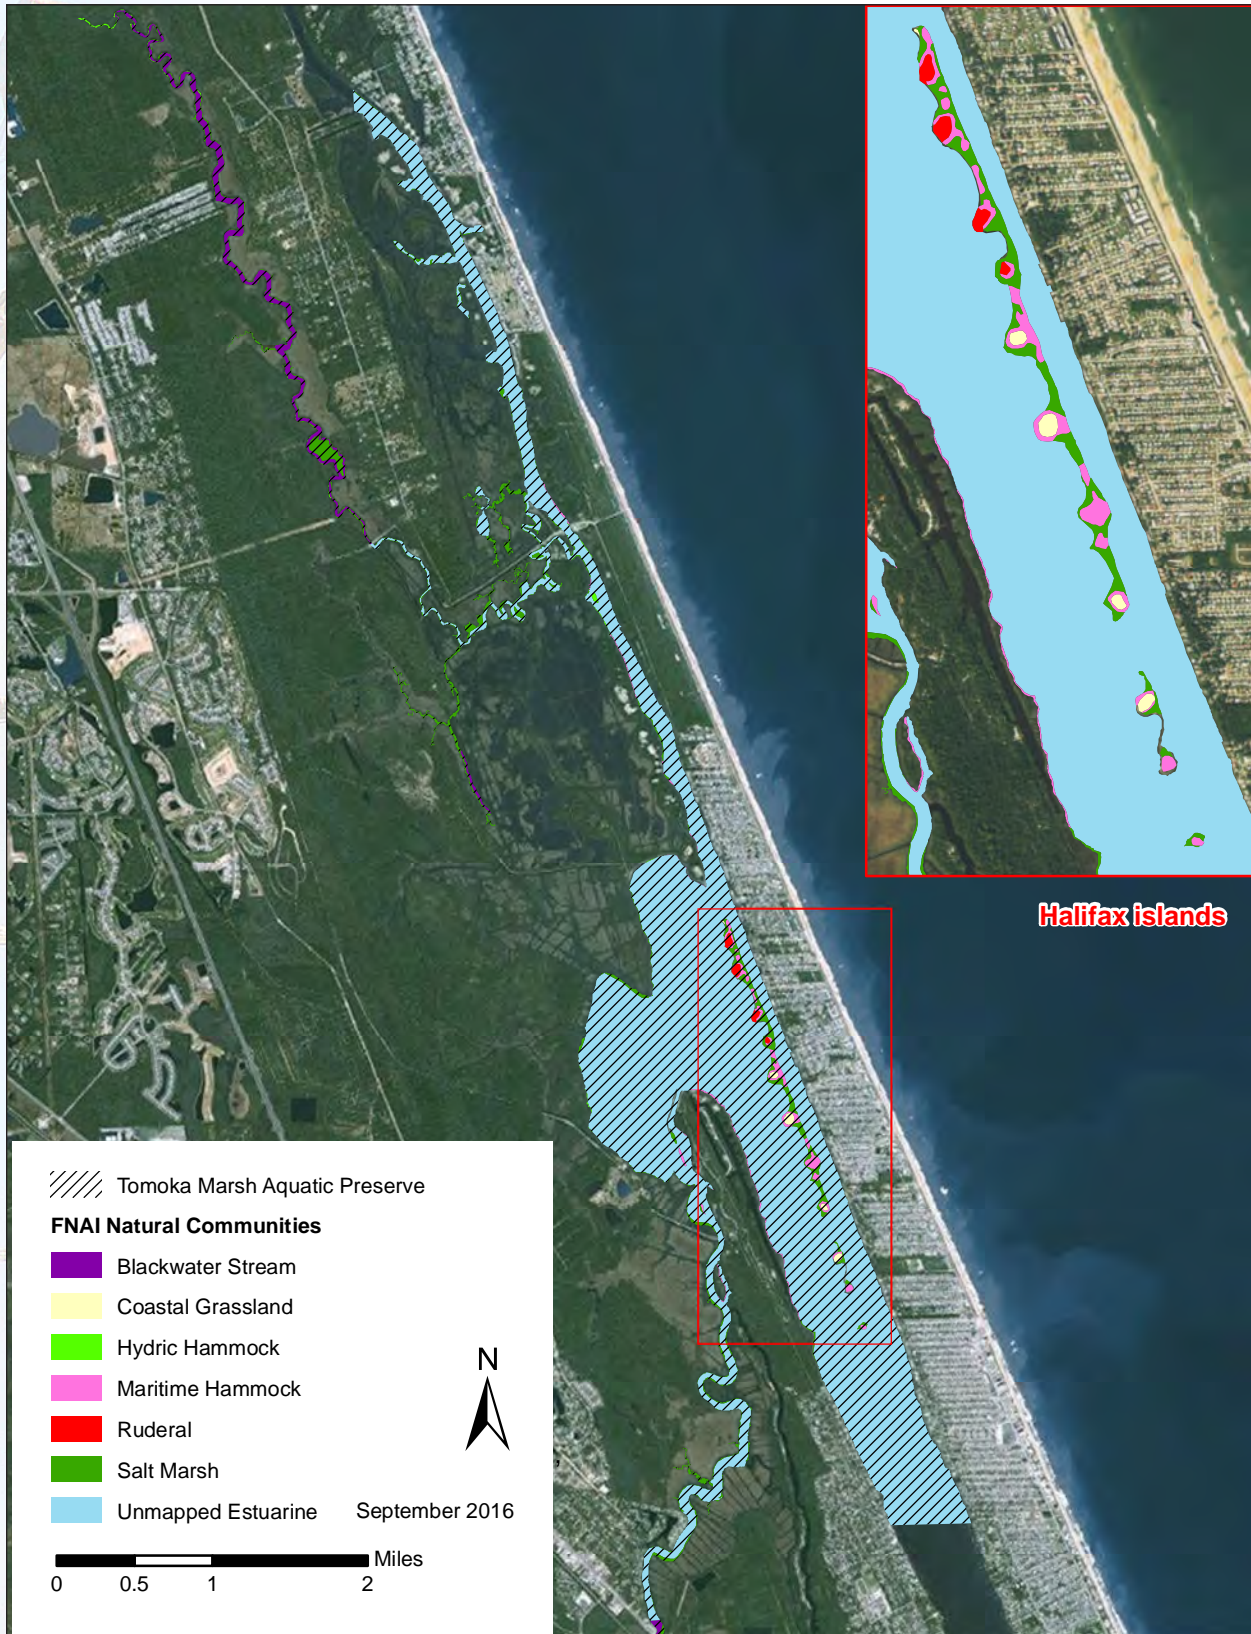 Halifax islands
Tomoka Marsh Aquatic Preserve
FNAI Natural Communities
Blackwater Stream
Coastal Grassland
Hydric Hammock
Maritime Hammock
Ruderal
Salt Marsh
Unmapped Estuarine
September 2016
N
Miles
0 0.5 1 2